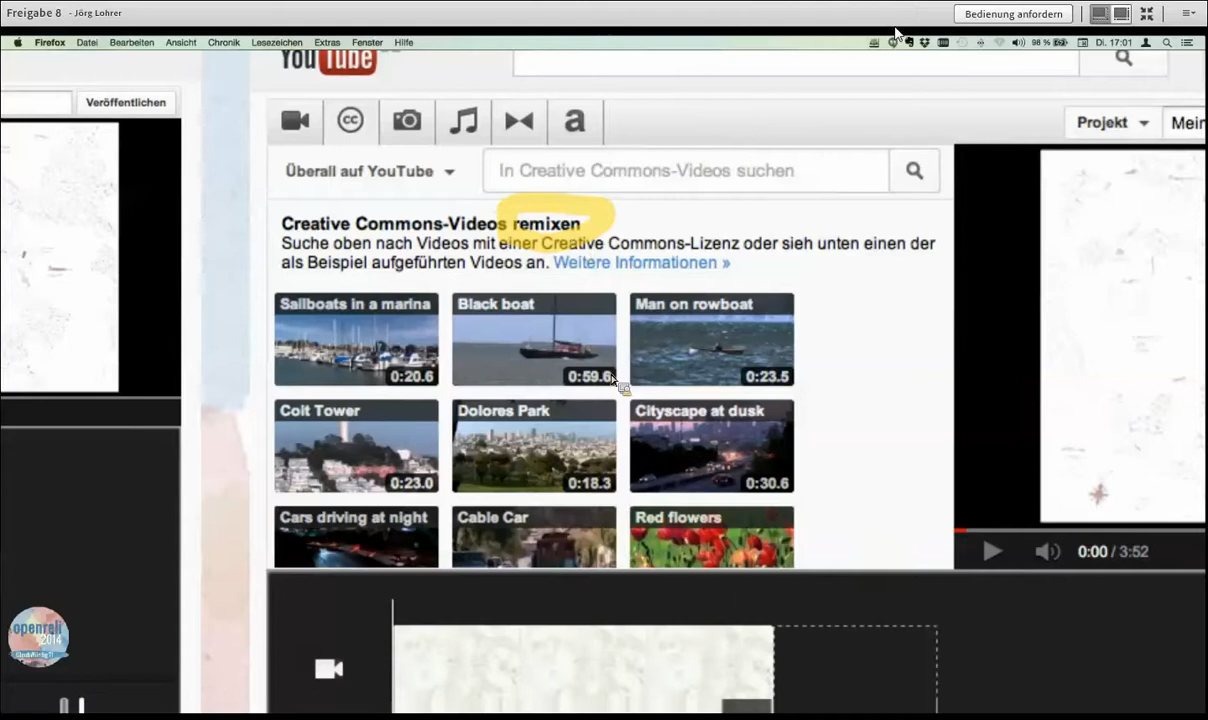 Freigabe 8 - Jörg Lohrer
Bedienung anfordern
Firefox Datei Bearbeiten Ansicht Chronik Lesezeichen Extras Fenster Hilfe
98 % Di. 17:01
YouTube
Veröffentlichen
Projekt
Mein
Überall auf YouTube
In Creative Commons-Videos suchen
Creative Commons-Videos remixen
Suche oben nach Videos mit einer Creative Commons-Lizenz oder sieh unten einen der
als Beispiel aufgeführten Videos an. Weitere Informationen »
Sailboats in a marina
0:20.6
Black boat
0:59.6
Man on rowboat
0:23.5
Coit Tower
0:23.0
Dolores Park
0:18.3
Cityscape at dusk
0:30.6
Cars driving at night
Cable Car
Red flowers
0:00 / 3:52
openreli
2014